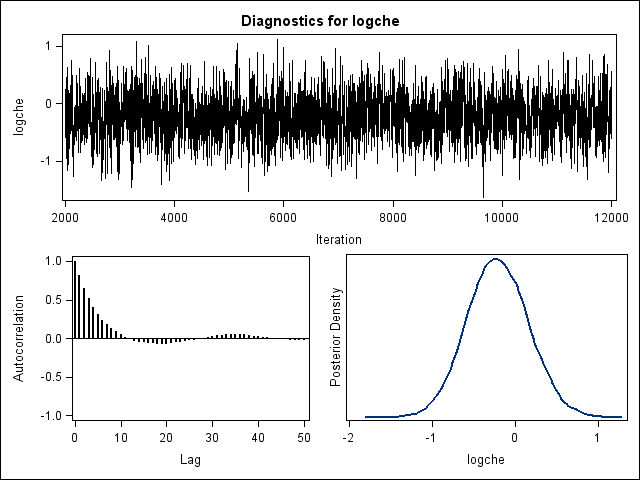 Diagnostics for logche
logche
1
0
-1
2000 4000 6000 8000 10000 12000
Iteration
Autocorrelation
1.0
0.5
0.0
-0.5
-1.0
0 10 20 30 40 50
Lag
Posterior Density
-2 -1 0 1
logche